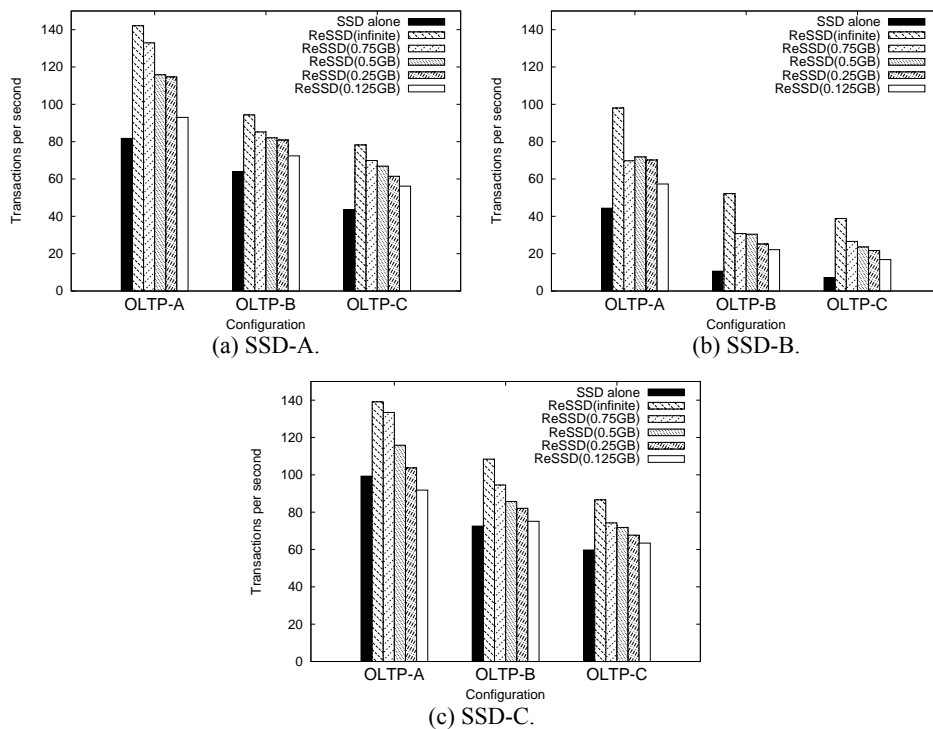 140
120
100
80
60
40
20
0
Transactions per second
SSD alone
ReSSD(infinite)
ReSSD(0.75GB)
ReSSD(0.5GB)
ReSSD(0.25GB)
ReSSD(0.125GB)
OLTP-A OLTP-B OLTP-C
Configuration
(a) SSD-A.
140
120
100
80
60
40
20
0
Transactions per second
SSD alone
ReSSD(infinite)
ReSSD(0.75GB)
ReSSD(0.5GB)
ReSSD(0.25GB)
ReSSD(0.125GB)
OLTP-A OLTP-B OLTP-C
Configuration
(b) SSD-B.
140
120
100
80
60
40
20
0
Transactions per second
SSD alone
ReSSD(infinite)
ReSSD(0.75GB)
ReSSD(0.5GB)
ReSSD(0.25GB)
ReSSD(0.125GB)
OLTP-A OLTP-B OLTP-C
Configuration
(c) SSD-C.